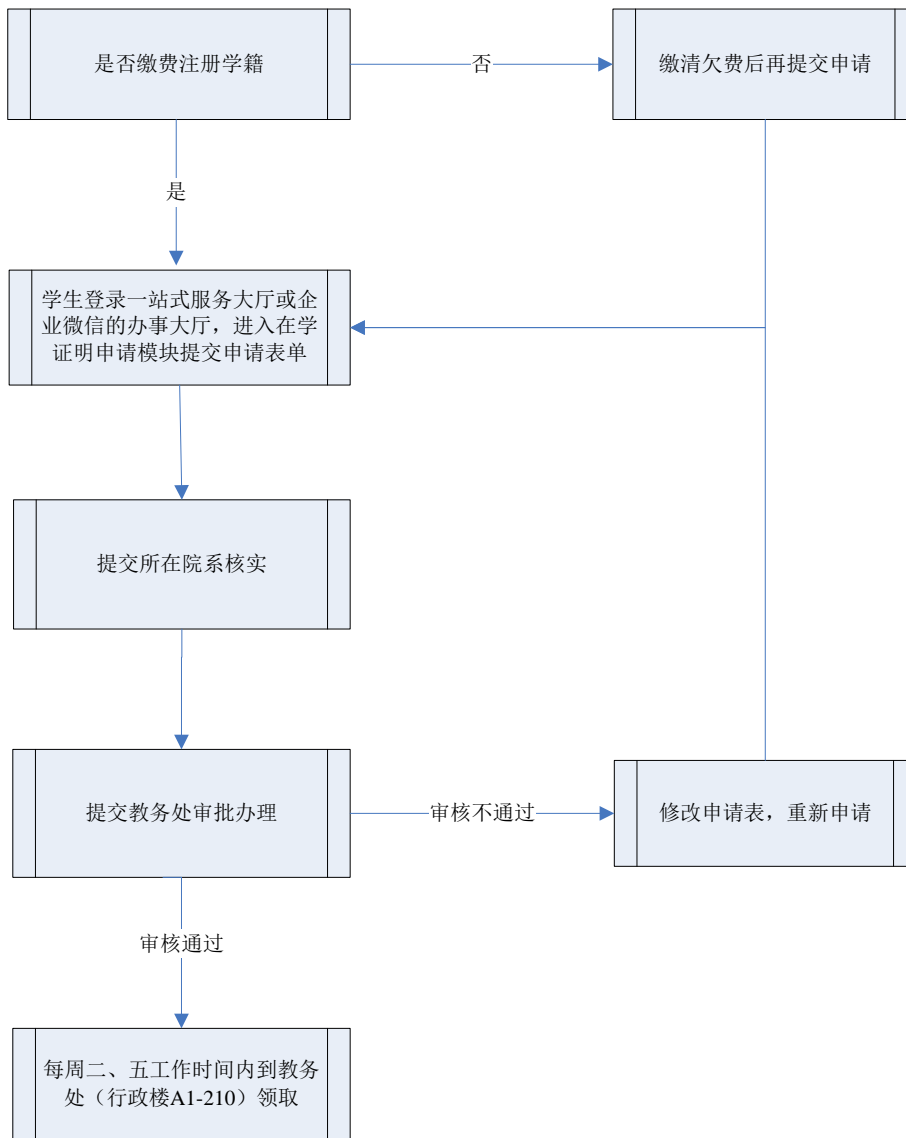 是否缴费注册学籍
否
缴清欠费后再提交申请
是
学生登录一站式服务大厅或企
业微信的办事大厅，进入在学
证明申请模块提交申请表单
提交所在院系核实
提交教务处审批办理
审核不通过
修改申请表，重新申请
审核通过
每周二、五工作时间内到教务
处（行政楼A1-210）领取